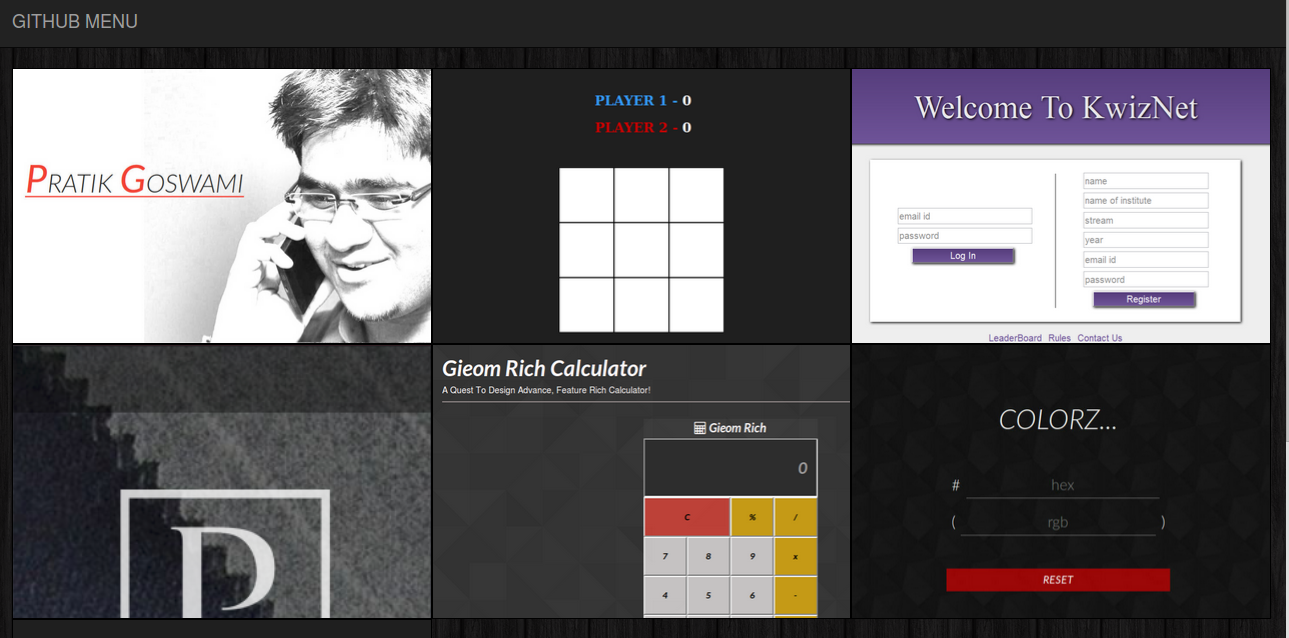 GITHUB MENU
PRATIK GOSWAMI
PLAYER 1 - 0
PLAYER 2 - 0
Welcome To KwizNet
email id
password
Log In
name
name of institute
stream
year
email id
password
Register
LeaderBoard Rules Contact Us
P
Gieom Rich Calculator
A Quest To Design Advance, Feature Rich Calculator!
Gieom Rich
0
C % /
7 8 9 x
4 5 6 -
COLORZ...
# hex
( rgb )
RESET